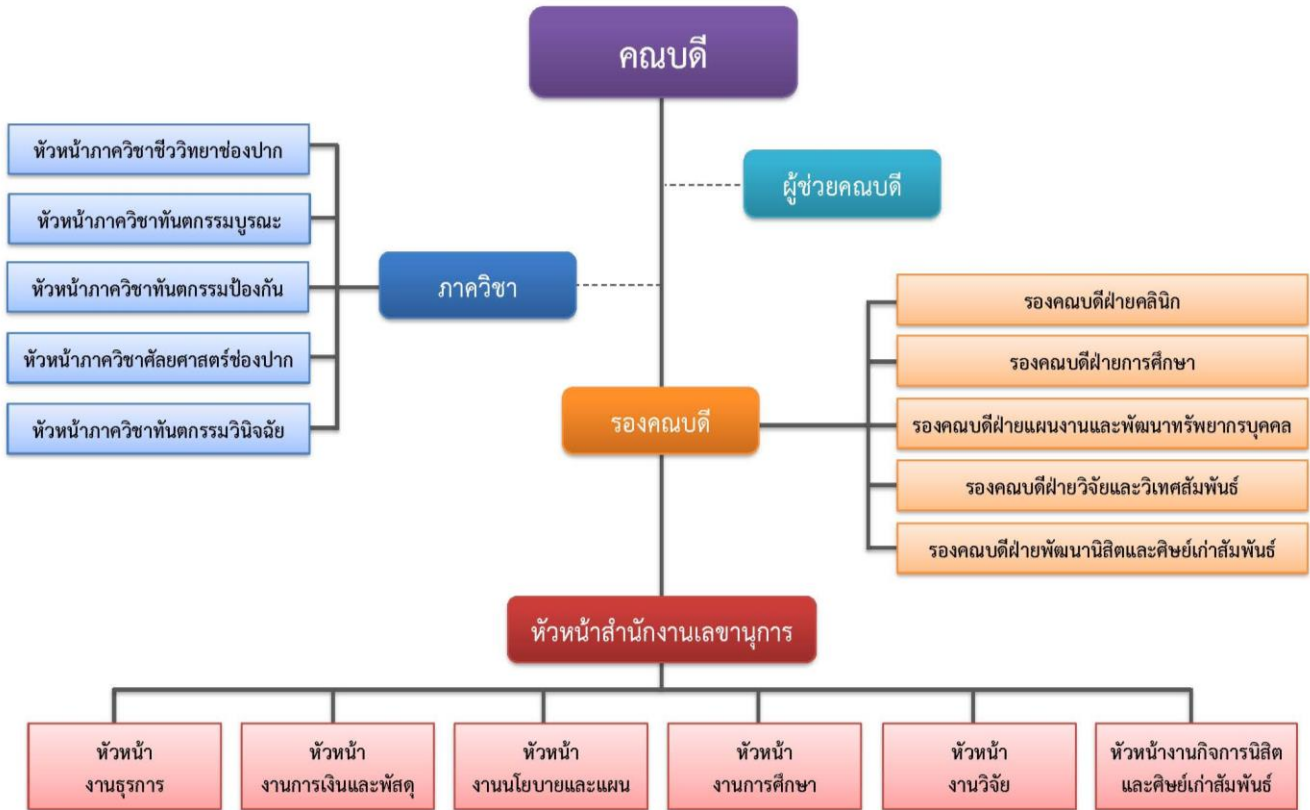 คณบดี
ผู้ช่วยคณบดี
ภาควิชา
หัวหน้าภาควิชาชีววิทยาช่องปาก
หัวหน้าภาควิชาทันตกรรมบูรณะ
หัวหน้าภาควิชาทันตกรรมป้องกัน
หัวหน้าภาควิชาศัลยศาสตร์ช่องปาก
หัวหน้าภาควิชาทันตกรรมวินิจฉัย
รองคณบดี
รองคณบดีฝ่ายคลินิก
รองคณบดีฝ่ายการศึกษา
รองคณบดีฝ่ายแผนงานและพัฒนาทรัพยากรบุคคล
รองคณบดีฝ่ายวิจัยและวิเทศสัมพันธ์
รองคณบดีฝ่ายพัฒนานิสิตและศิษย์เก่าสัมพันธ์
หัวหน้าสำนักงานเลขานุการ
หัวหน้า
งานธุรการ
หัวหน้า
งานการเงินและพัสดุ
หัวหน้า
งานนโยบายและแผน
หัวหน้า
งานการศึกษา
หัวหน้า
งานวิจัย
หัวหน้างานกิจการนิสิต
และศิษย์เก่าสัมพันธ์